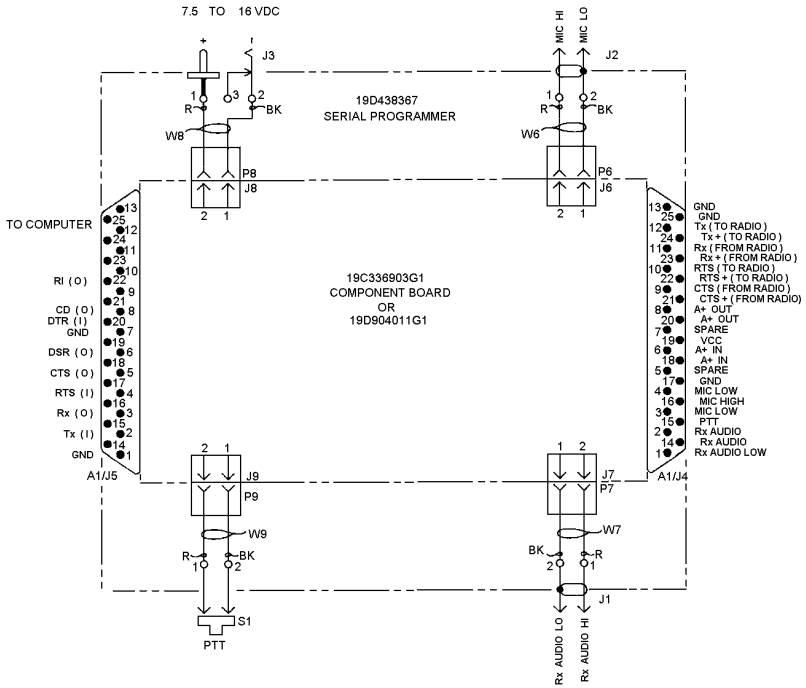 7.5 TO 16 VDC
+
-
J3
1
3
2
R
BK
W8
P8
J8
2 1
19D438367
SERIAL PROGRAMMER
MIC HI
MIC LO
J2
1
2
R
BK
W6
P6
J6
2 1
TO COMPUTER
13
25
12
24
11
23
10
RI (O) 22
9
21
CD (O) 8
DTR (I) 20
GND 7
19
DSR (O) 6
18
CTS (O) 5
17
RTS (I) 4
16
Rx (O) 3
15
Tx (I) 2
14
GND 1
A1/J5
19C336903G1
COMPONENT BOARD
OR
19D904011G1
13 GND
25 GND
12 Tx (TO RADIO)
24 Tx + (TO RADIO)
11 Rx (FROM RADIO)
23 Rx + (FROM RADIO)
10 RTS (TO RADIO)
22 RTS + (TO RADIO)
9 CTS (FROM RADIO)
21 CTS + (FROM RADIO)
8 A+ OUT
20 A+ OUT
7 SPARE
19 VCC
6 A+ IN
18 A+ IN
5 SPARE
17 GND
4 MIC LOW
16 MIC HIGH
3 MIC LOW
15 PTT
2 Rx AUDIO
14 Rx AUDIO
1 Rx AUDIO LOW
A1/J4
2 1
J9
P9
W9
R
BK
1
2
S1
PTT
1 2
J7
P7
W7
BK
R
2
1
J1
Rx AUDIO LO
Rx AUDIO HI